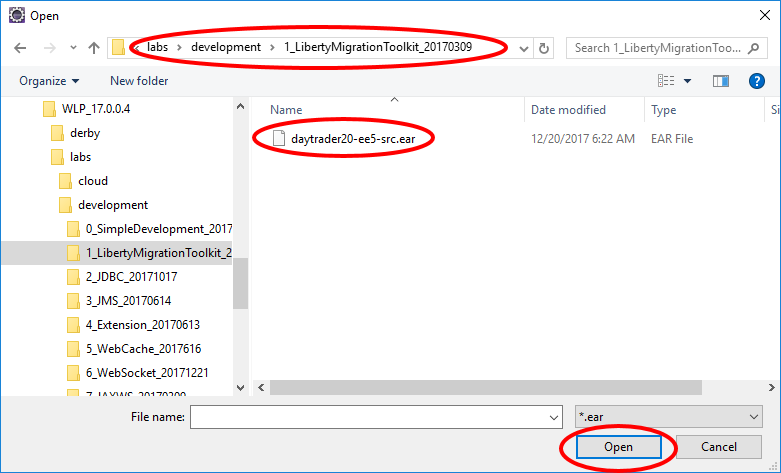 Open
labs > development > 1_LibertyMigrationToolkit_20170309
Search 1_LibertyMigrationToo...
Organize
New folder
Name
Date modified
Type
Si
WLP_17.0.0.4
derby
labs
cloud
development
0_SimpleDevelopment_2017
1_LibertyMigrationToolkit_2
2_JDBC_20171017
3_JMS_20170614
4_Extension_20170613
5_WebCache_2017616
6_WebSocket_20171221
7_JAXWS_20170309
daytrader20-ee5-src.ear
12/20/2017 6:22 AM
EAR File
File name:
*.ear
Open
Cancel